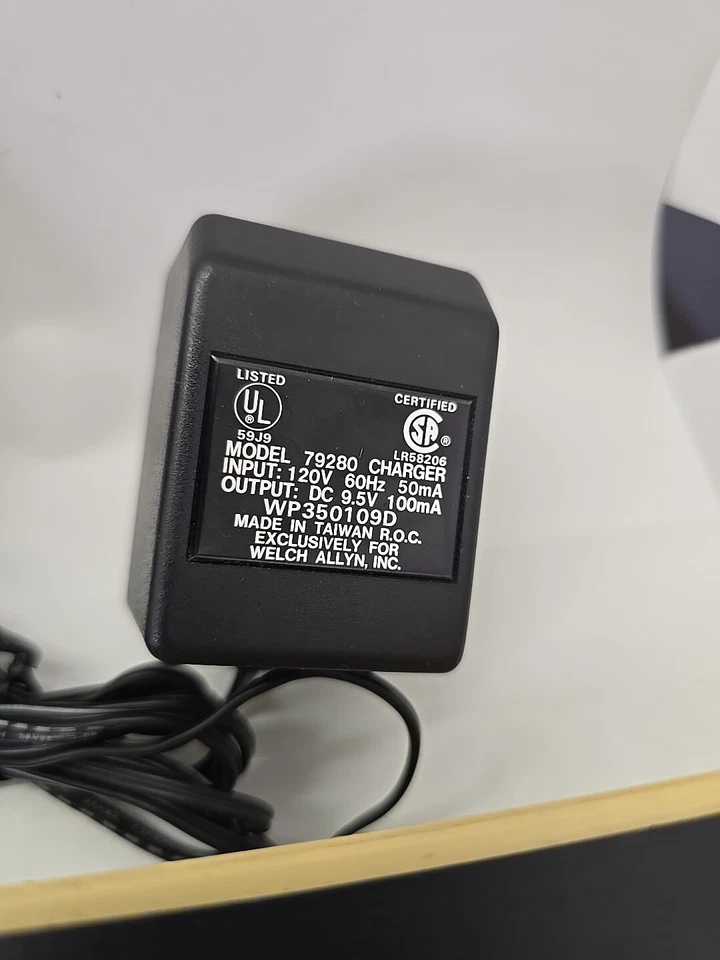 LISTED
UL
®
59J9
CERTIFIED
SA ®
LR58206
MODEL 79280 CHARGER
INPUT: 120V 60Hz 50mA
OUTPUT: DC 9.5V 100mA
WP350109D
MADE IN TAIWAN R.O.C.
EXCLUSIVELY FOR
WELCH ALLYN, INC.